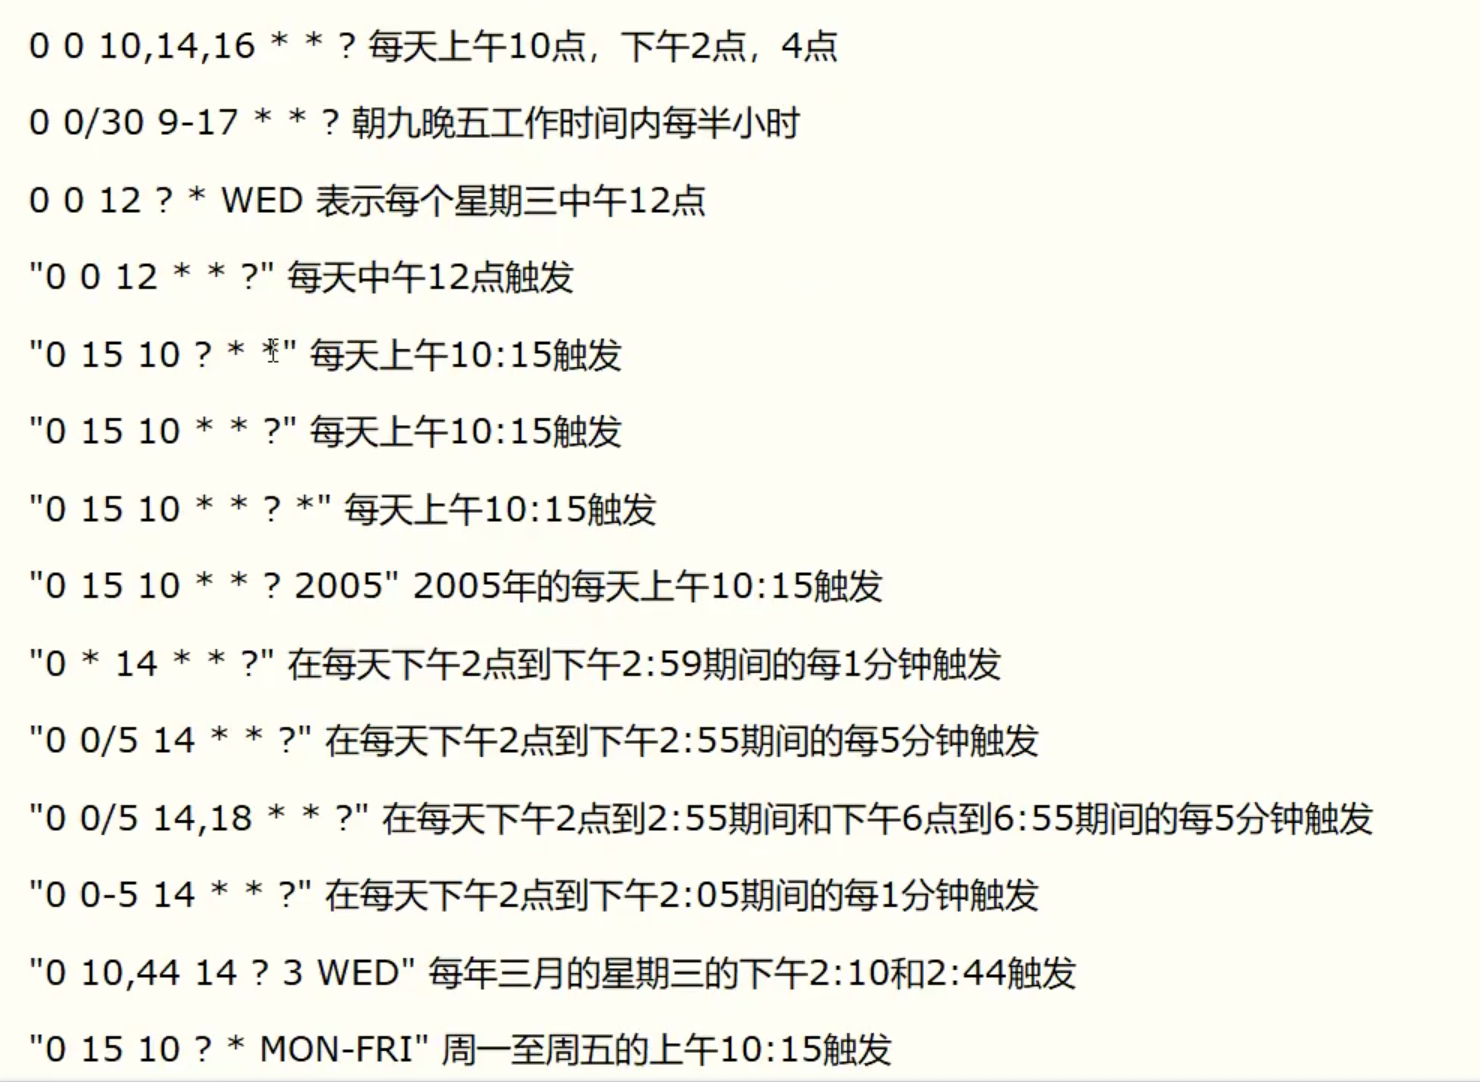 0 0 10,14,16 * * ? 每天上午10点，下午2点，4点
0 0/30 9-17 * * ? 朝九晚五工作时间内每半小时
0 0 12 ? * WED 表示每个星期三中午12点
"0 0 12 * * ?" 每天中午12点触发
"0 15 10 ? * *" 每天上午10:15触发
"0 15 10 * * ?" 每天上午10:15触发
"0 15 10 * * ? *" 每天上午10:15触发
"0 15 10 * * ? 2005" 2005年的每天上午10:15触发
"0 * 14 * * ?" 在每天下午2点到下午2:59期间的每1分钟触发
"0 0/5 14 * * ?" 在每天下午2点到下午2:55期间的每5分钟触发
"0 0/5 14,18 * * ?" 在每天下午2点到2:55期间和下午6点到6:55期间的每5分钟触发
"0 0-5 14 * * ?" 在每天下午2点到下午2:05期间的每1分钟触发
"0 10,44 14 ? 3 WED" 每年三月的星期三的下午2:10和2:44触发
"0 15 10 ? * MON-FRI" 周一至周五的上午10:15触发